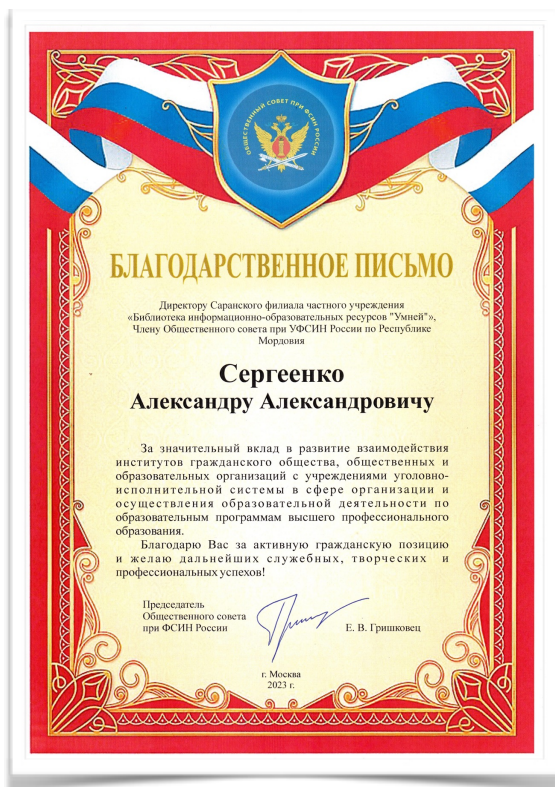 ОБЩЕСТВЕННЫЙ СОВЕТ ПРИ ФСИН РОССИИ
БЛАГОДАРСТВЕННОЕ ПИСЬМО
Директору Саранского филиала частного учреждения
«Библиотека информационно-образовательных ресурсов "Умней"»,
Члену Общественного совета при УФСИН России по Республике
Мордовия
Сергеенко
Александру Александровичу
За значительный вклад в развитие взаимодействия
институтов гражданского общества, общественных и
образовательных организаций с учреждениями уголовно-
исполнительной системы в сфере организации и
осуществления образовательной деятельности по
образовательным программам высшего профессионального
образования.
Благодарю Вас за активную гражданскую позицию
и желаю дальнейших служебных, творческих и
профессиональных успехов!
Председатель
Общественного совета
при ФСИН России
Е. В. Гришковец
г. Москва
2023 г.